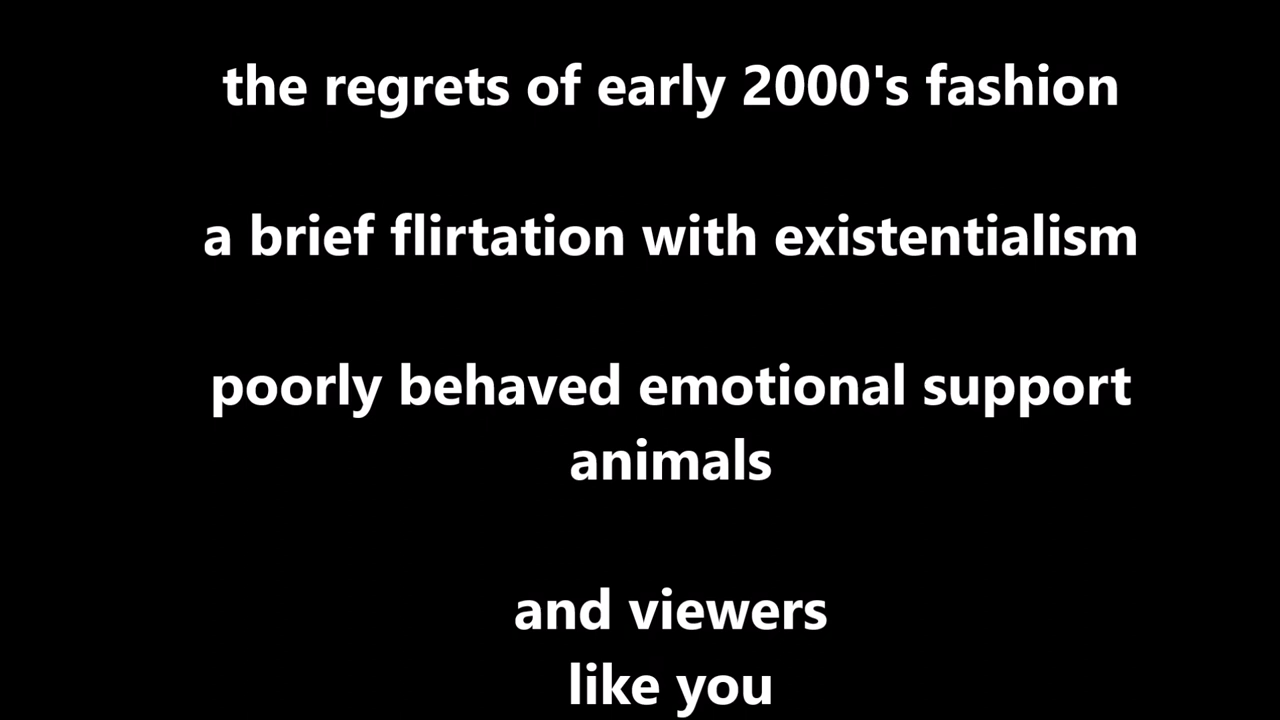 the regrets of early 2000's fashion
a brief flirtation with existentialism
poorly behaved emotional support
animals
and viewers
like you